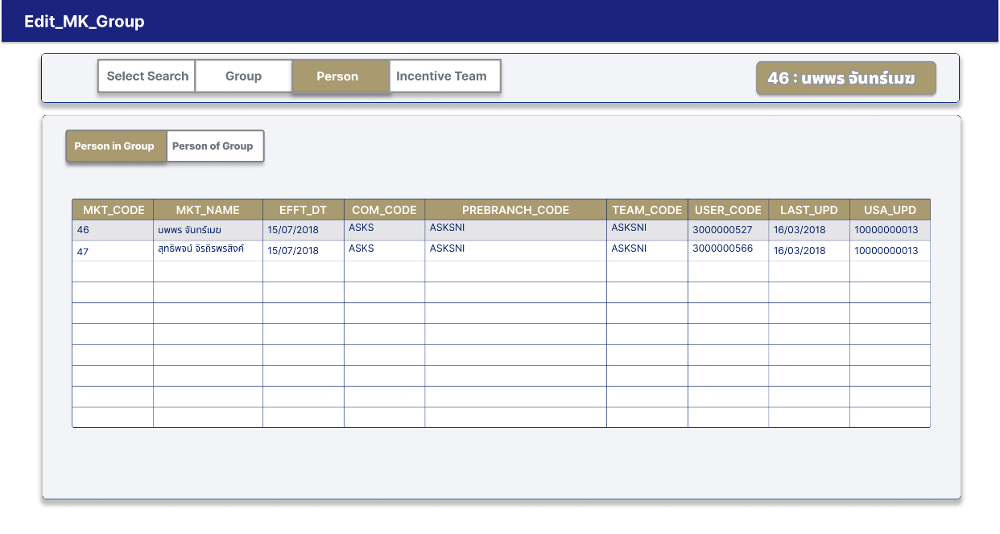 Edit_MK_Group
Select Search Group Person Incentive Team 46 : นพพร จันทร์เมฆ
Person in Group Person of Group
MKT_CODE MKT_NAME EFFT_DT COM_CODE PREBRANCH_CODE TEAM_CODE USER_CODE LAST_UPD USA_UPD
46 นพพร จันทร์เมฆ 15/07/2018 ASKS ASKSNI ASKSNI 3000000527 16/03/2018 10000000013
47 สุทธิพจน์ จิรถิรพรสิงค์ 15/07/2018 ASKS ASKSNI ASKSNI 3000000566 16/03/2018 10000000013